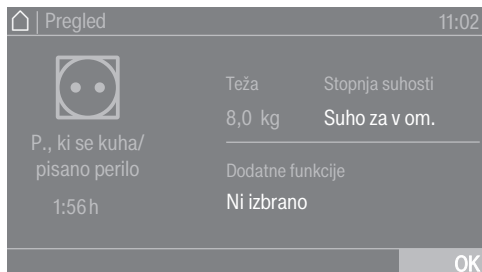 Pregled
11:02
Teža
Stopnja suhosti
8,0 kg
Suho za v om.
P., ki se kuha/
pisano perilo
1:56 h
Dodatne funkcije
Ni izbrano
OK